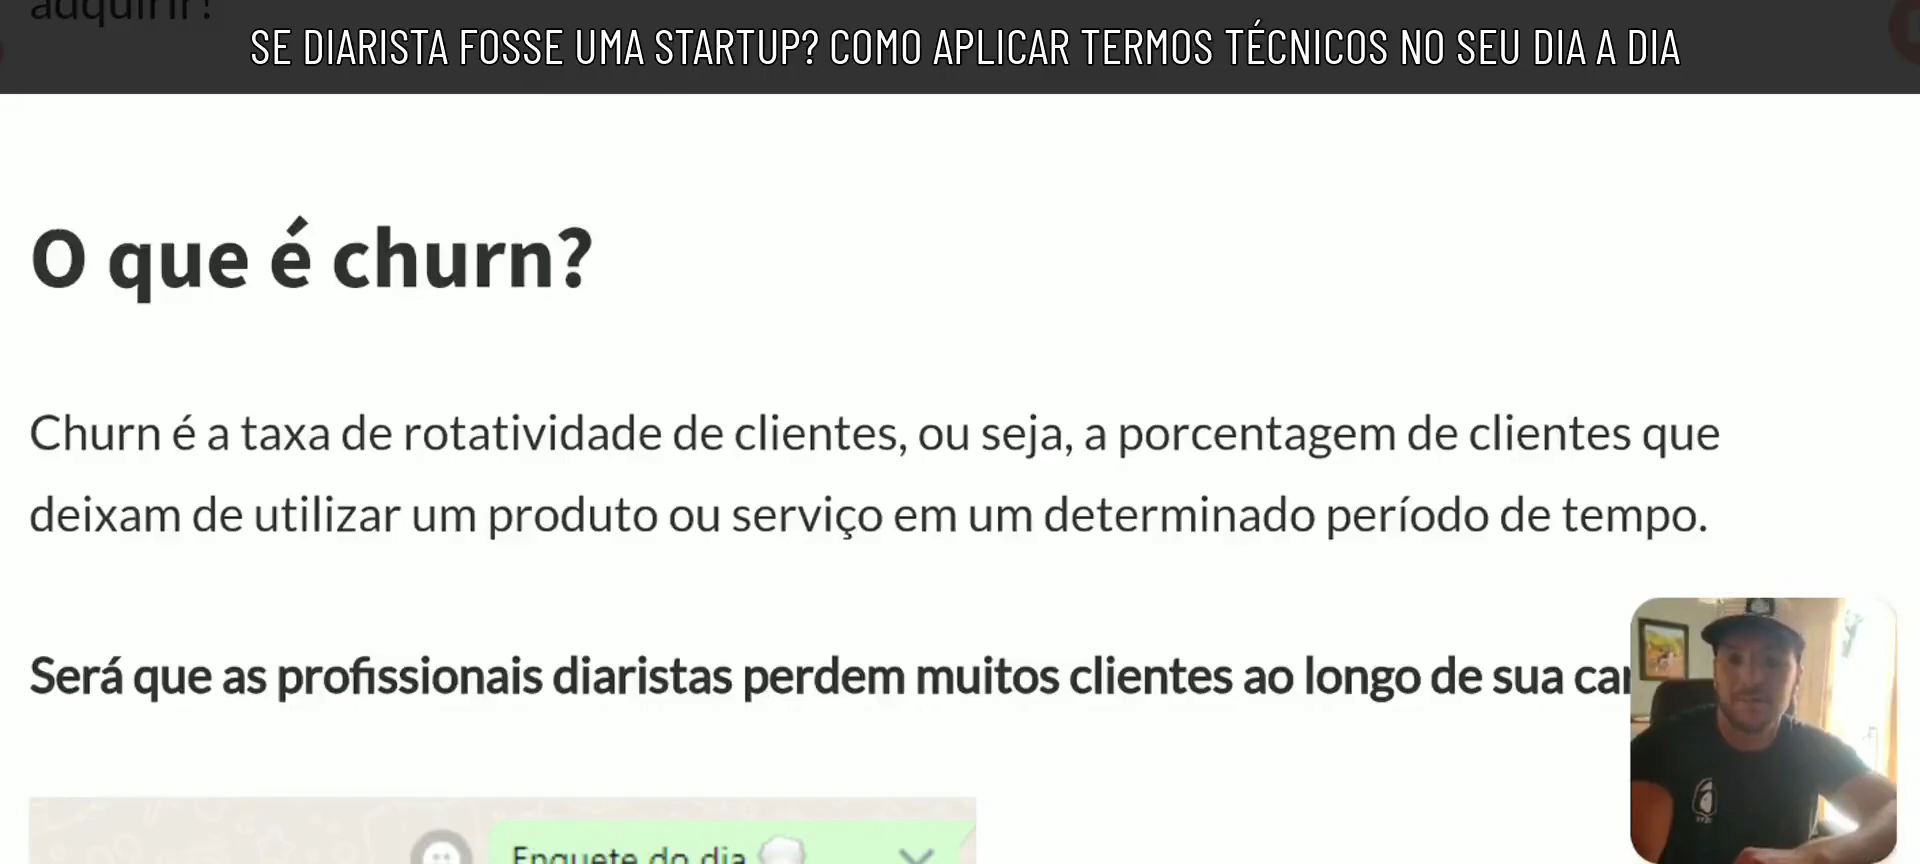 adquirir!
SE DIARISTA FOSSE UMA STARTUP? COMO APLICAR TERMOS TÉCNICOS NO SEU DIA A DIA
O que é churn?
Churn é a taxa de rotatividade de clientes, ou seja, a porcentagem de clientes que
deixam de utilizar um produto ou serviço em um determinado período de tempo.
Será que as profissionais diaristas perdem muitos clientes ao longo de sua
Enquete do dia